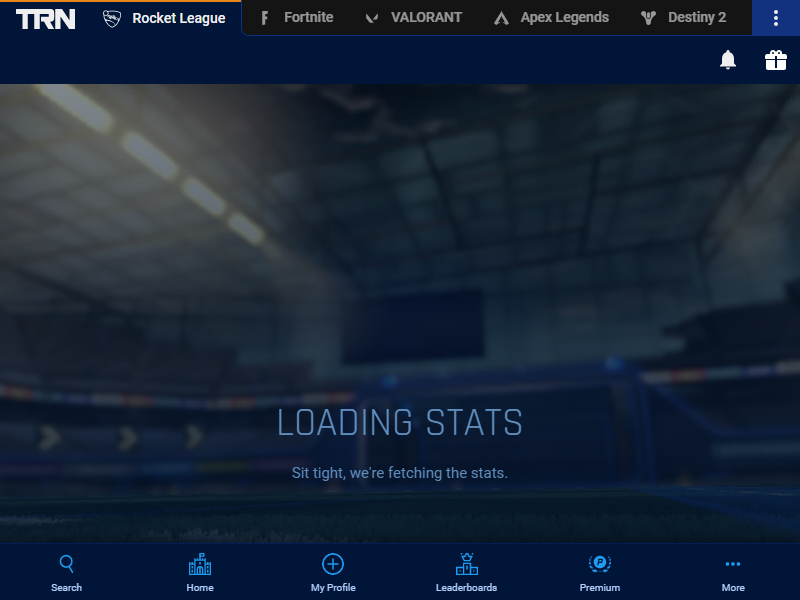 TRN
Rocket League
Fortnite
VALORANT
Apex Legends
Destiny 2
LOADING STATS
Sit tight, we're fetching the stats.
Search
Home
My Profile
Leaderboards
Premium
More